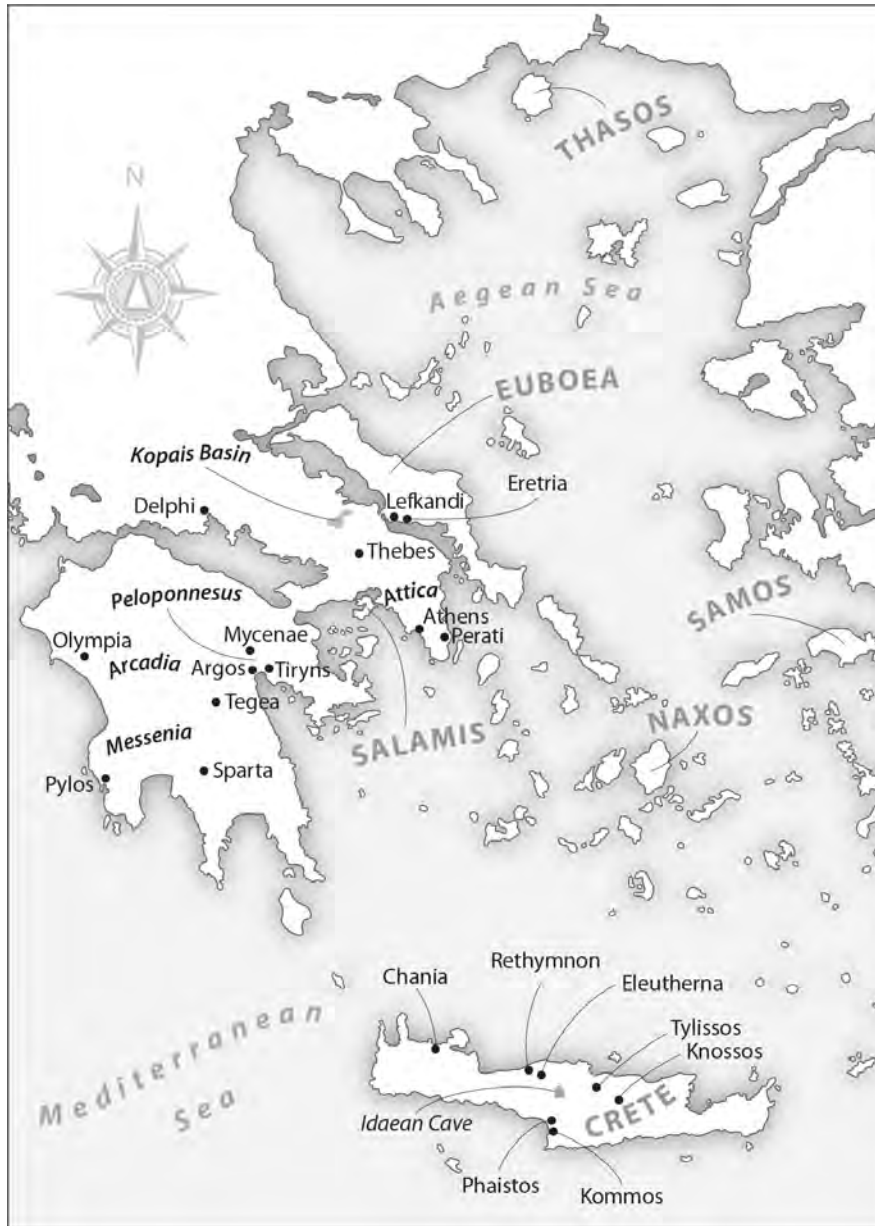 N
THASOS
Aegean Sea
EUBOEA
Kopais Basin
Eretria
Lefkandi
Delphi
Thebes
Peloponnesus
Attica
Athens
Perati
SAMOS
Mycenae
Olympia
Arcadia
Argos
Tiryns
Tegea
NAXOS
SALAMIS
Messenia
Sparta
Pylos
Rethymnon
Chania
Eleutherna
Tylissos
Knossos
Mediterranean
Sea
Idaean Cave
CRETE
Phaistos
Kommos